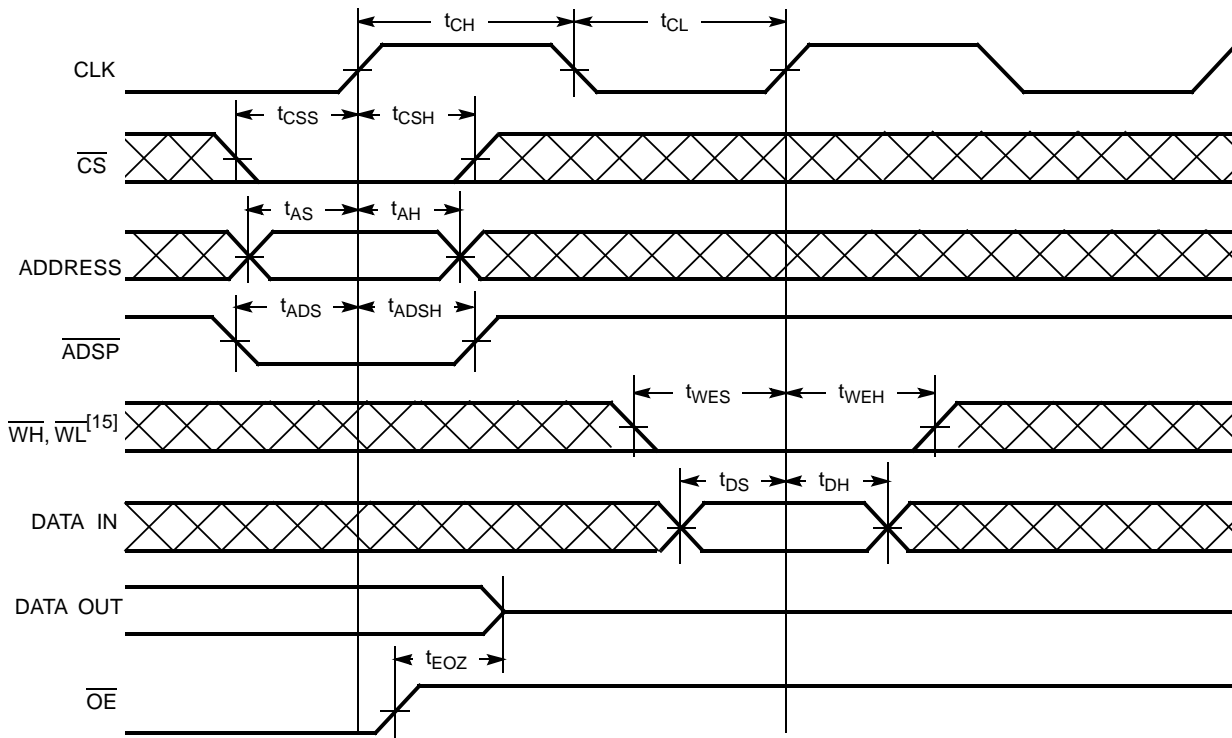 tCH tCL
CLK
tCSS tCSH
CS
tAS tAH
ADDRESS
tADS tADSH
ADSP
tWES tWEH
WH, WL[15]
tDS tDH
DATA IN
DATA OUT
tEOZ
OE